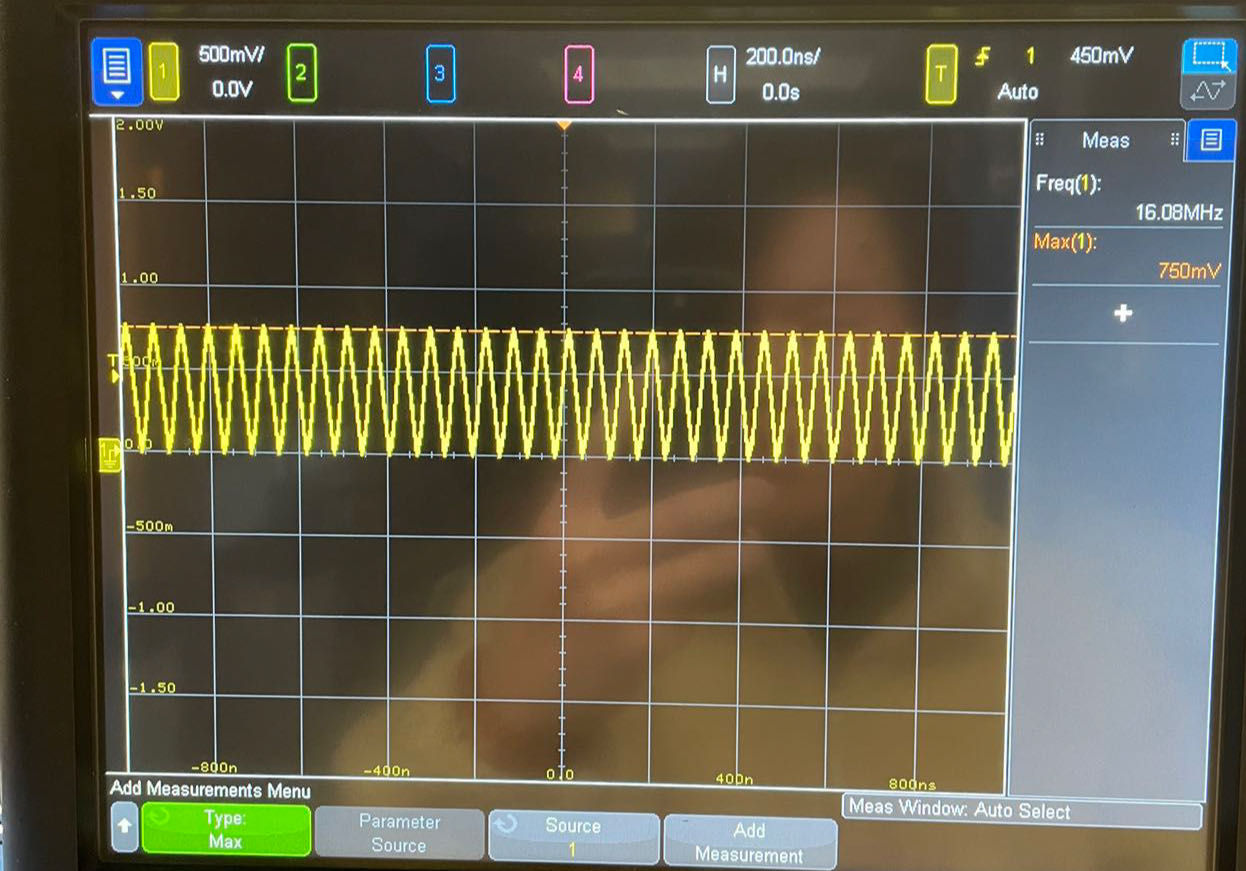 1
500mV/
0.0V
2
3
4
H
200.0ns/
0.0s
T
1
450mV
Auto
Meas
Freq(1):
16.08MHz
Max(1):
750mV
+
2.00V
1.50
1.00
T
500m
0.0
-500m
-1.00
-1.50
-800n
-400n
0.0
400n
800ns
Add Measurements Menu
Meas Window: Auto Select
Type:
Max
Parameter
Source
Source
1
Add
Measurement